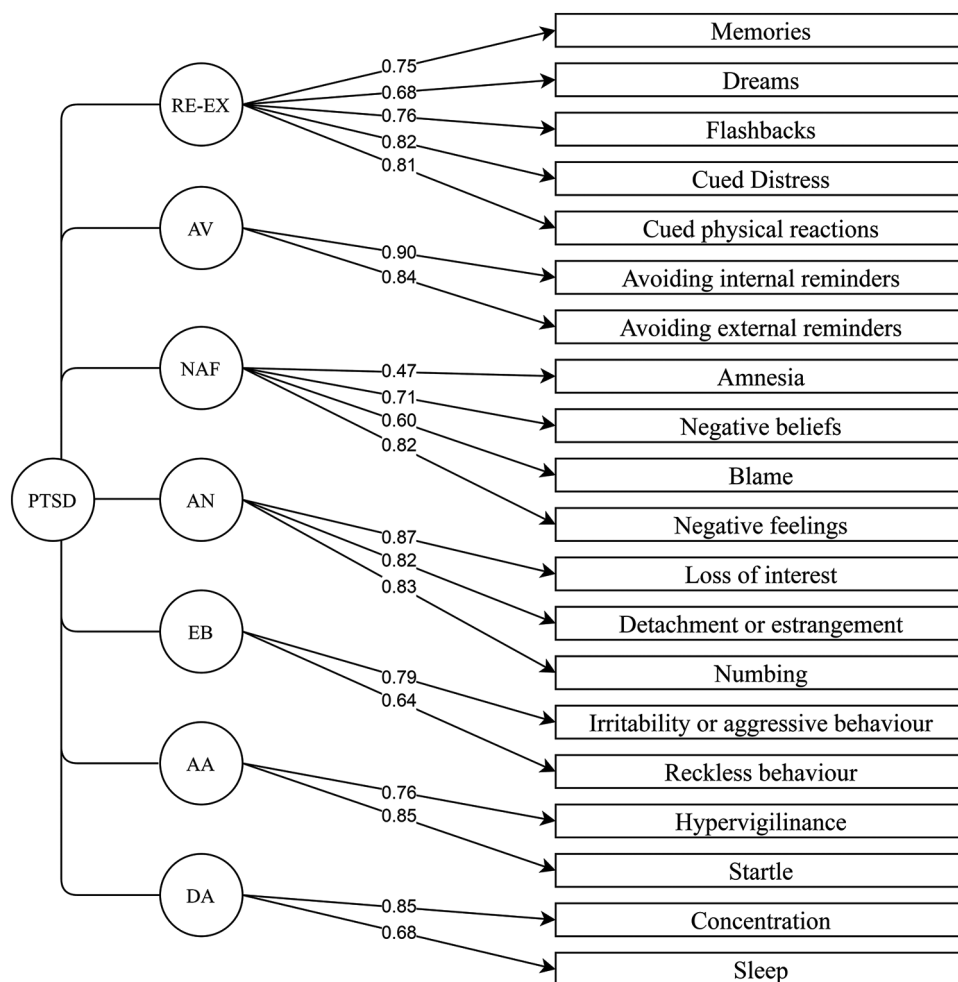 Memories
0.75
Dreams
0.68
RE-EX
0.76
Flashbacks
0.82
Cued Distress
0.81
Cued physical reactions
AV
0.90
Avoiding internal reminders
0.84
Avoiding external reminders
NAF
0.47
Amnesia
0.71
Negative beliefs
0.60
Blame
0.82
Negative feelings
PTSD
AN
0.87
Loss of interest
0.82
Detachment or estrangement
0.83
Numbing
EB
0.79
Irritability or aggressive behaviour
0.64
Reckless behaviour
AA
0.76
Hypervigilinance
0.85
Startle
DA
0.85
Concentration
0.68
Sleep